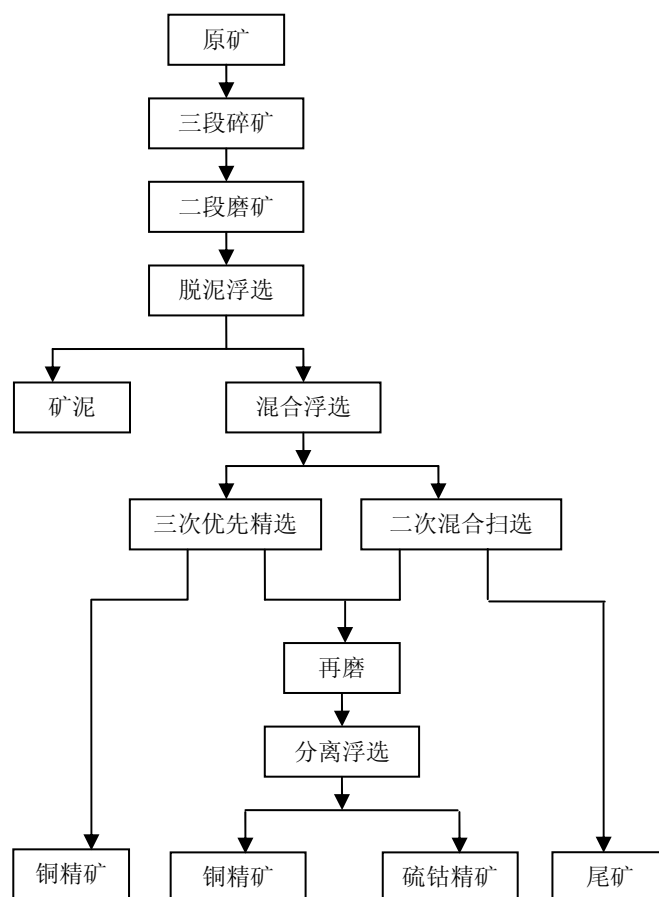 原矿
三段碎矿
二段磨矿
脱泥浮选
矿泥
混合浮选
三次优先精选
二次混合扫选
再磨
分离浮选
铜精矿
铜精矿
硫钴精矿
尾矿